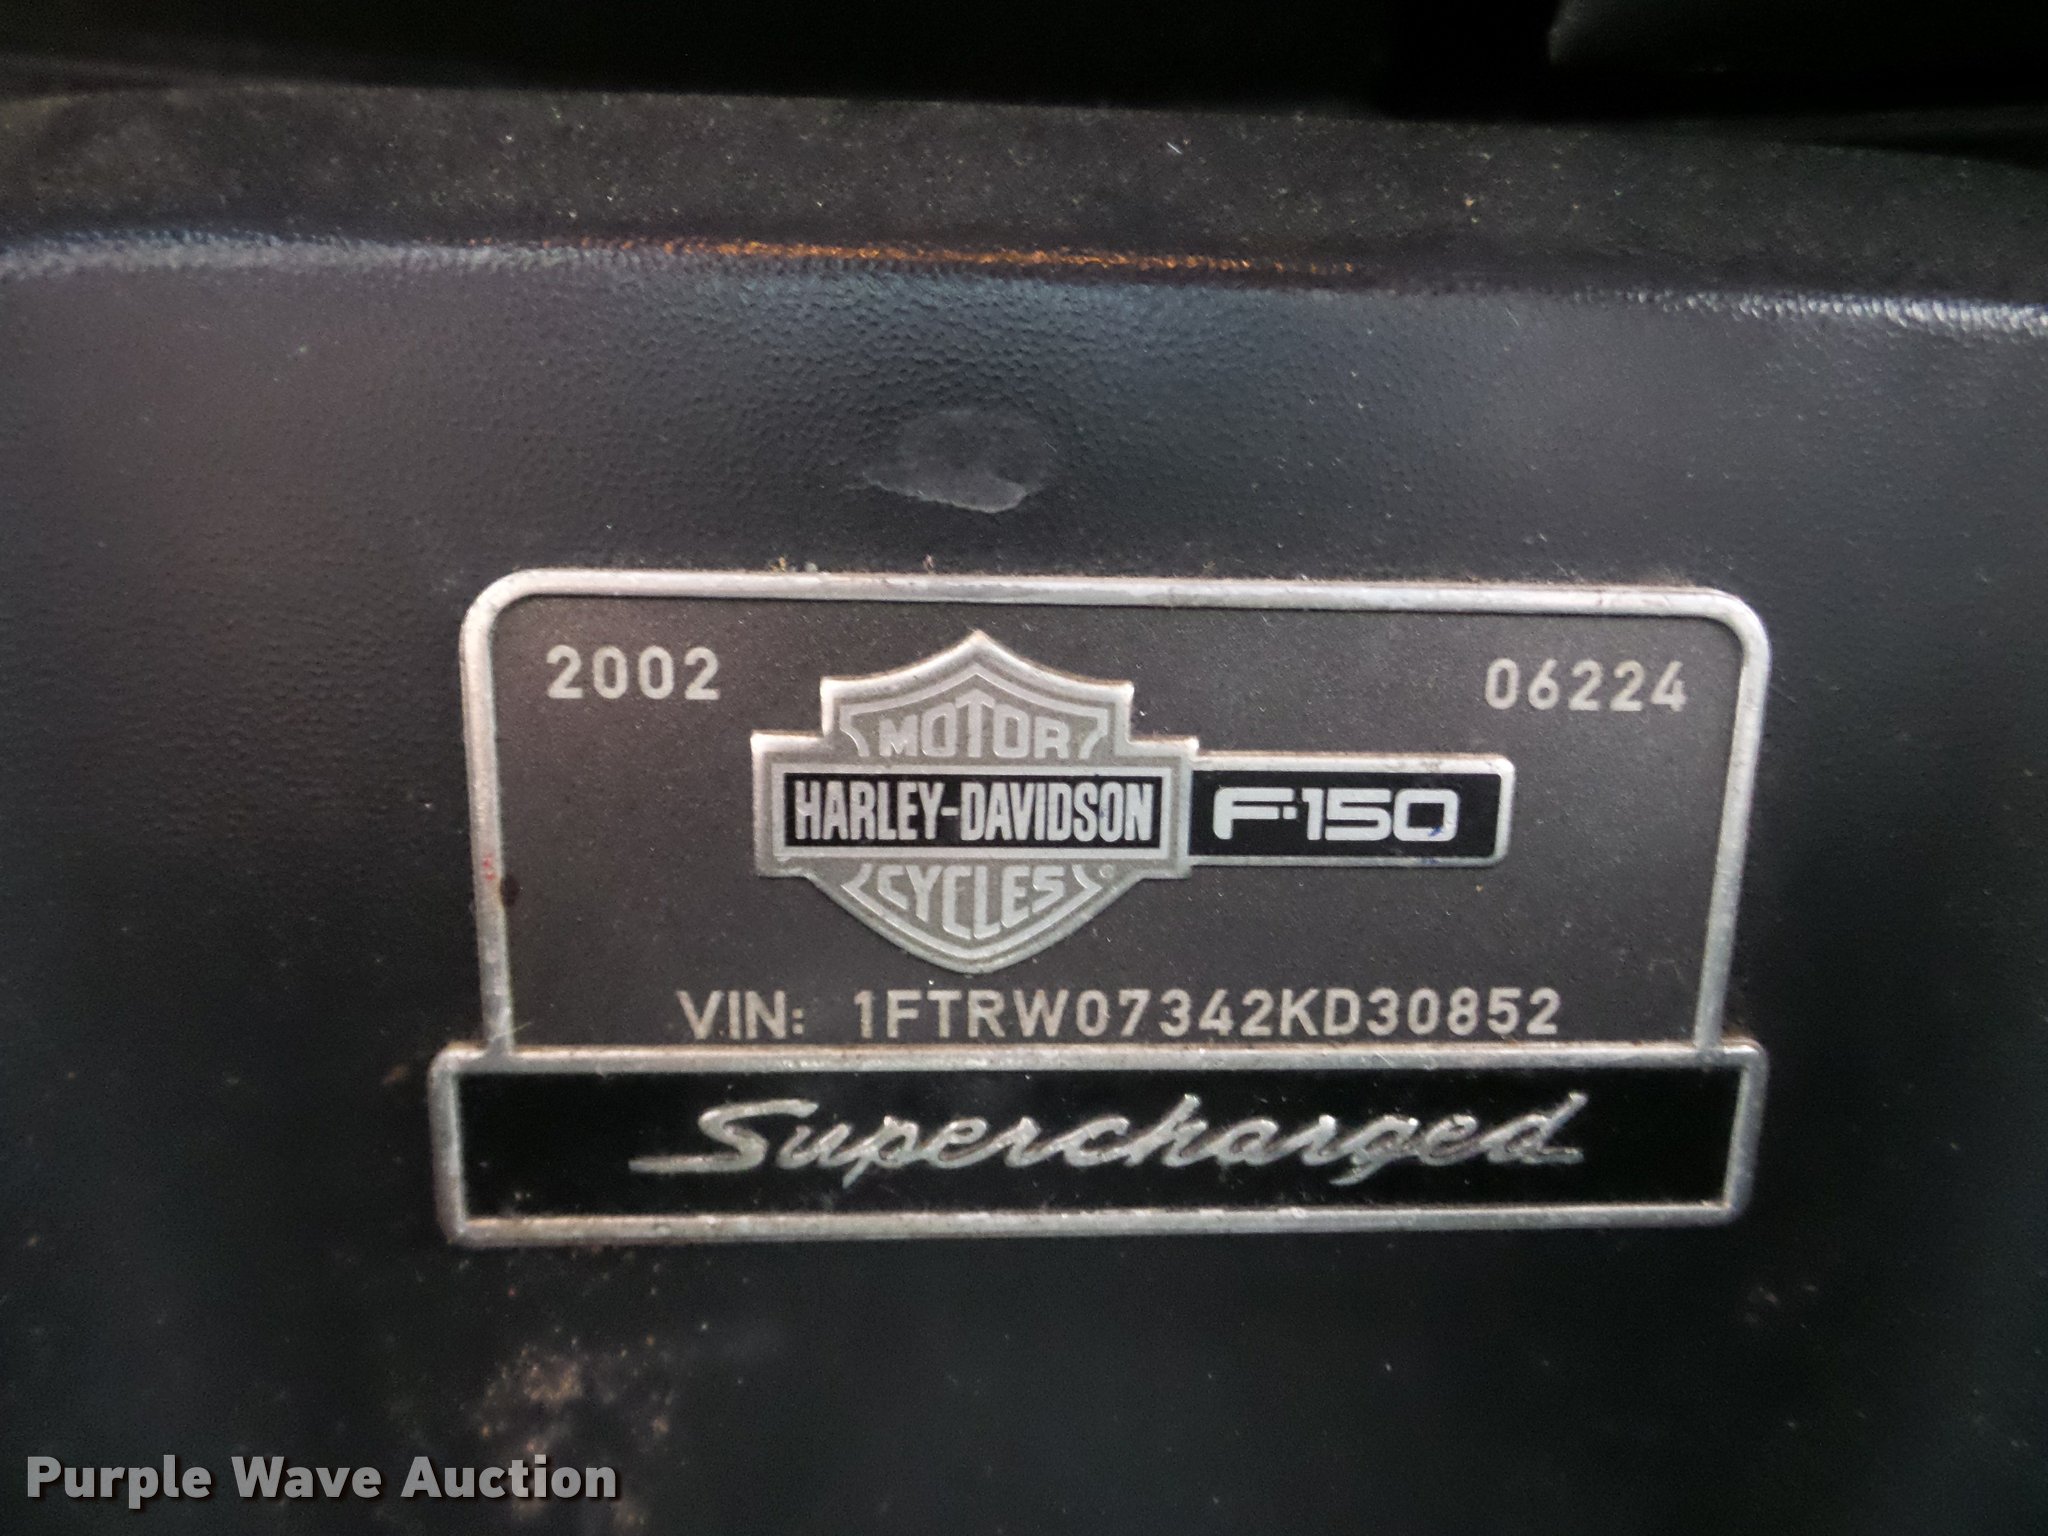 2002
06224
MOTOR
HARLEY-DAVIDSON
F-150
CYCLES
VIN: 1FTRW07342KD30852
Supercharged
Purple Wave Auction